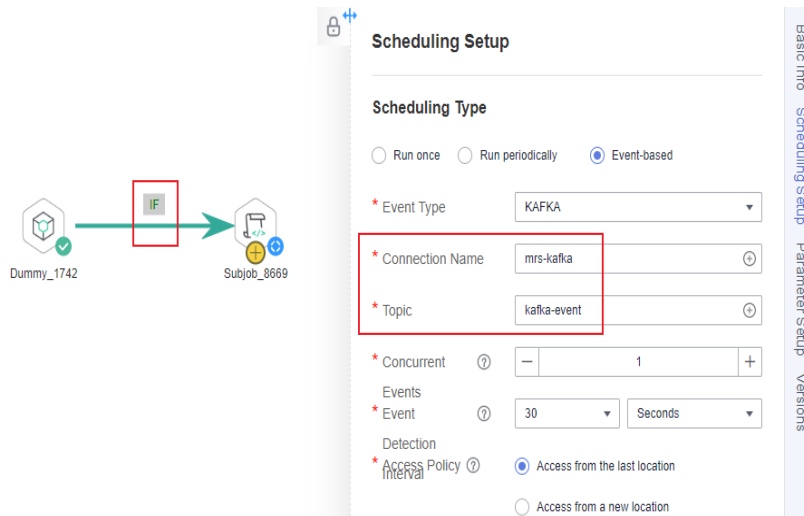 Scheduling Setup
Scheduling Type
Run once
Run periodically
Event-based
* Event Type
KAFKA
* Connection Name
mrs-kafka
* Topic
kafka-event
* Concurrent Events
1
* Event Detection Interval
30
Seconds
* Access Policy
Access from the last location
Access from a new location
IF
Dummy_1742
Subjob_8669
Basic Info
Scheduling Setup
Parameter Setup
Versions